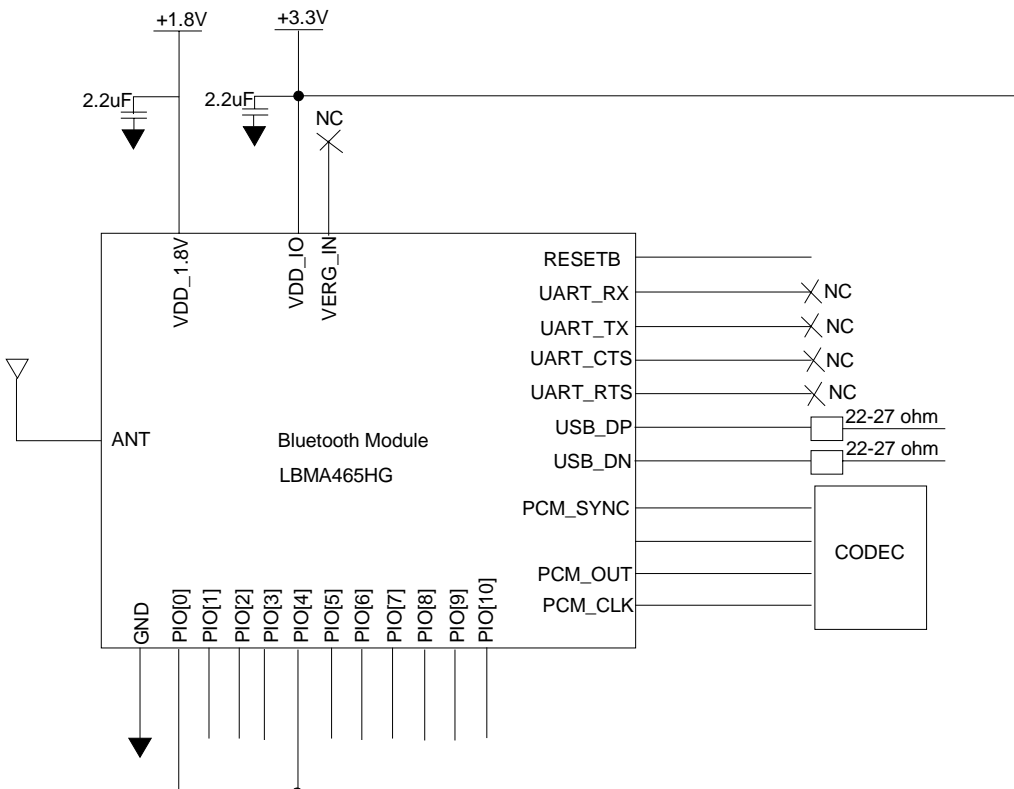 +1.8V
+3.3V
2.2uF
2.2uF
NC
VDD_1.8V
VDD_IO
VERG_IN
RESETB
UART_RX
NC
UART_TX
NC
UART_CTS
NC
UART_RTS
NC
USB_DP
22-27 ohm
USB_DN
22-27 ohm
ANT
Bluetooth Module
LBMA465HG
PCM_SYNC
CODEC
PCM_OUT
PCM_CLK
GND
PIO[0]
PIO[1]
PIO[2]
PIO[3]
PIO[4]
PIO[5]
PIO[6]
PIO[7]
PIO[8]
PIO[9]
PIO[10]